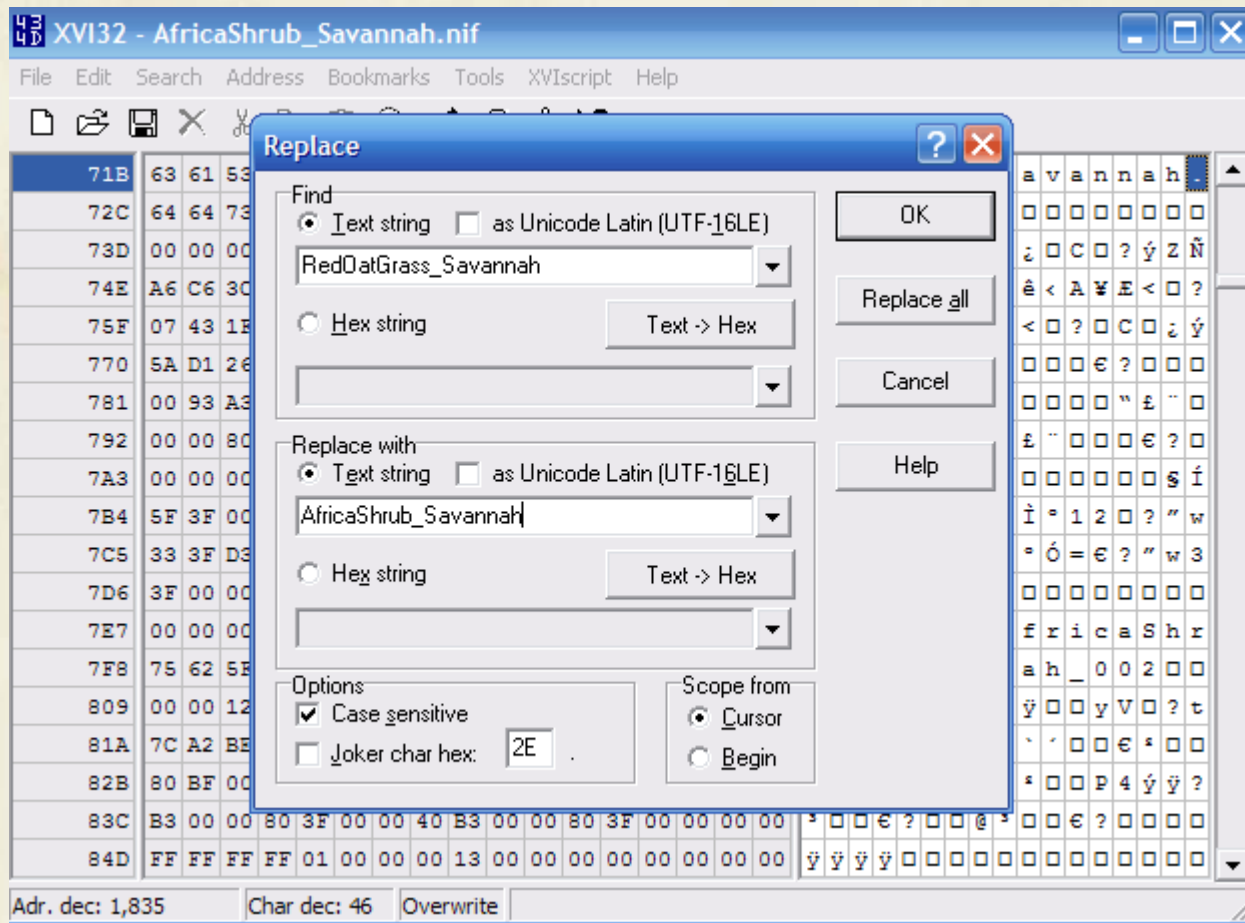 XVI32 - AfricaShrub_Savannah.nif
File Edit Search Address Bookmarks Tools XVIscript Help
Replace
71B 63 61 53 a v a n n a h .
Find
72C 64 64 73
Text string as Unicode Latin (UTF-16LE) OK
73D 00 00 00 ¿ □ C □ ? ý Z Ñ
RedOatGrass_Savannah
74E A6 C6 3C ê < A ¥ Æ < □ ?
Replace all
75F 07 43 1E < □ ? □ C □ ¿ ý
Hex string Text -> Hex
770 5A D1 26 □ □ □ € ? □ □ □
Cancel
781 00 93 A3 □ □ □ □ “ £ ¨ □
792 00 00 80 £ ¨ □ □ □ € ? □
Replace with
Text string as Unicode Latin (UTF-16LE) Help
7A3 00 00 00 □ □ □ □ □ □ § Í
AfricaShrub_Savannah
7B4 5F 3F 00 Ì ° 1 2 □ ? ” w
7C5 33 3F D3 ° Ó = € ? ” w 3
Hex string Text -> Hex
7D6 3F 00 00
7E7 00 00 00 f r i c a S h r
7F8 75 62 5F a h _ 0 0 2 □ □
Options Scope from
809 00 00 12 ÿ □ □ y V □ ? t
Case sensitive Cursor
81A 7C A2 BE
Joker char hex: 2E . Begin
82B 80 BF 00 □ □ P 4 ý ÿ ?
83C B3 00 00 80 3F 00 00 40 B3 00 00 80 3F 00 00 00 00 ³ □ □ € ? □ □ @ ³ □ □ € ? □ □ □ □
84D FF FF FF FF 01 00 00 00 13 00 00 00 00 00 00 00 00 ÿ ÿ ÿ ÿ □ □ □ □ □ □ □ □ □ □ □ □ □
Adr. dec: 1,835 Char dec: 46 Overwrite